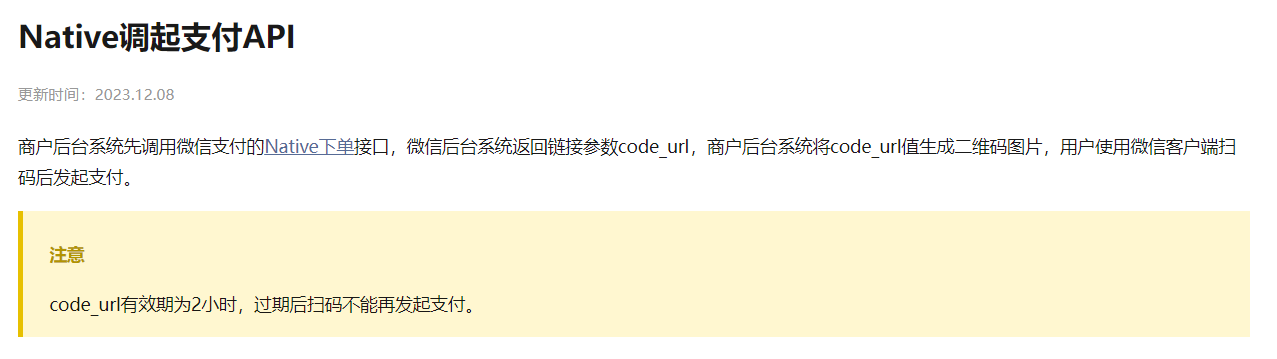 Native调起支付API
更新时间：2023.12.08
商户后台系统先调用微信支付的Native下单接口，微信后台系统返回链接参数code_url，商户后台系统将code_url值生成二维码图片，用户使用微信客户端扫
码后发起支付。
注意
code_url有效期为2小时，过期后扫码不能再发起支付。